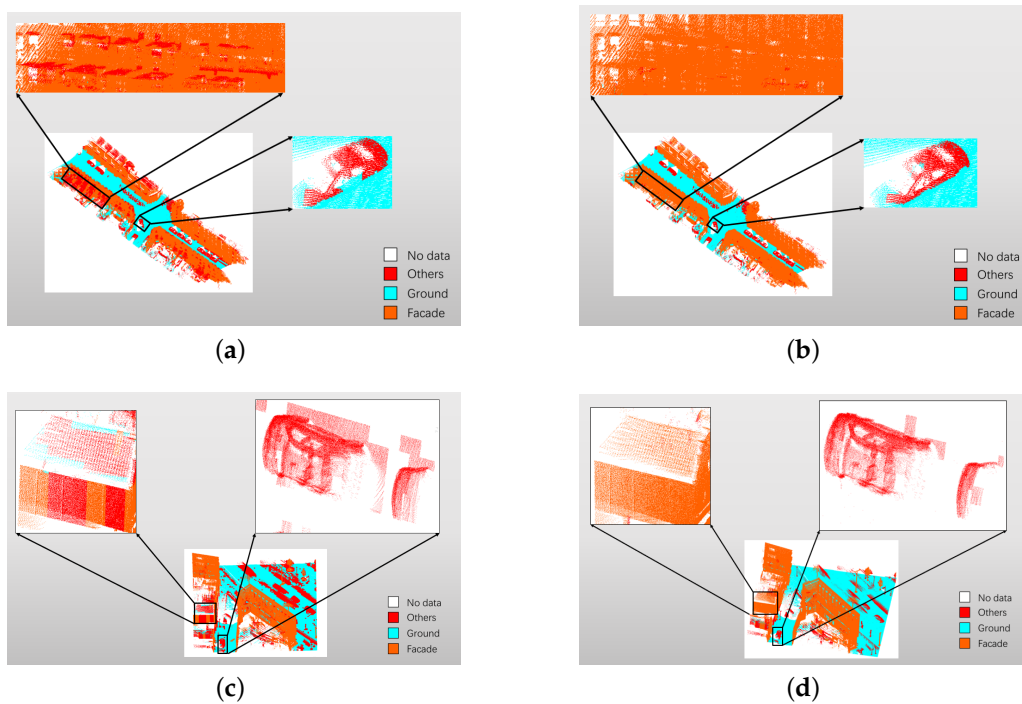 No data
Others
Ground
Facade
(a)
No data
Others
Ground
Facade
(b)
No data
Others
Ground
Facade
(c)
No data
Others
Ground
Facade
(d)